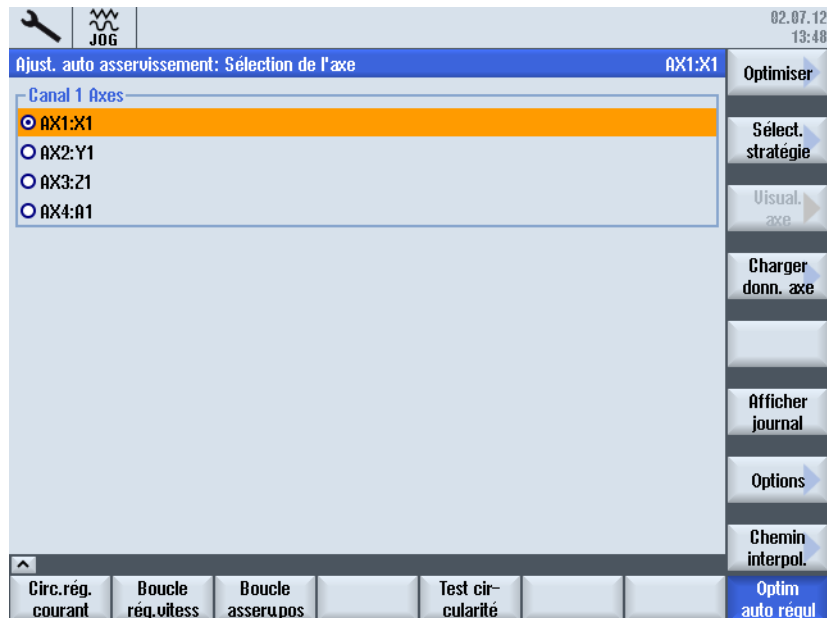 JOG
02.07.12
13:48
Ajust. auto asservissement: Sélection de l'axe AX1:X1
Canal 1 Axes
AX1:X1
AX2:Y1
AX3:Z1
AX4:A1
Optimiser
Sélect.
stratégie
Visual.
axe
Charger
donn. axe
Afficher
journal
Options
Chemin
interpol.
Circ.rég.
courant
Boucle
rég.vitess
Boucle
asserv.pos
Test cir-
cularité
Optim
auto régul